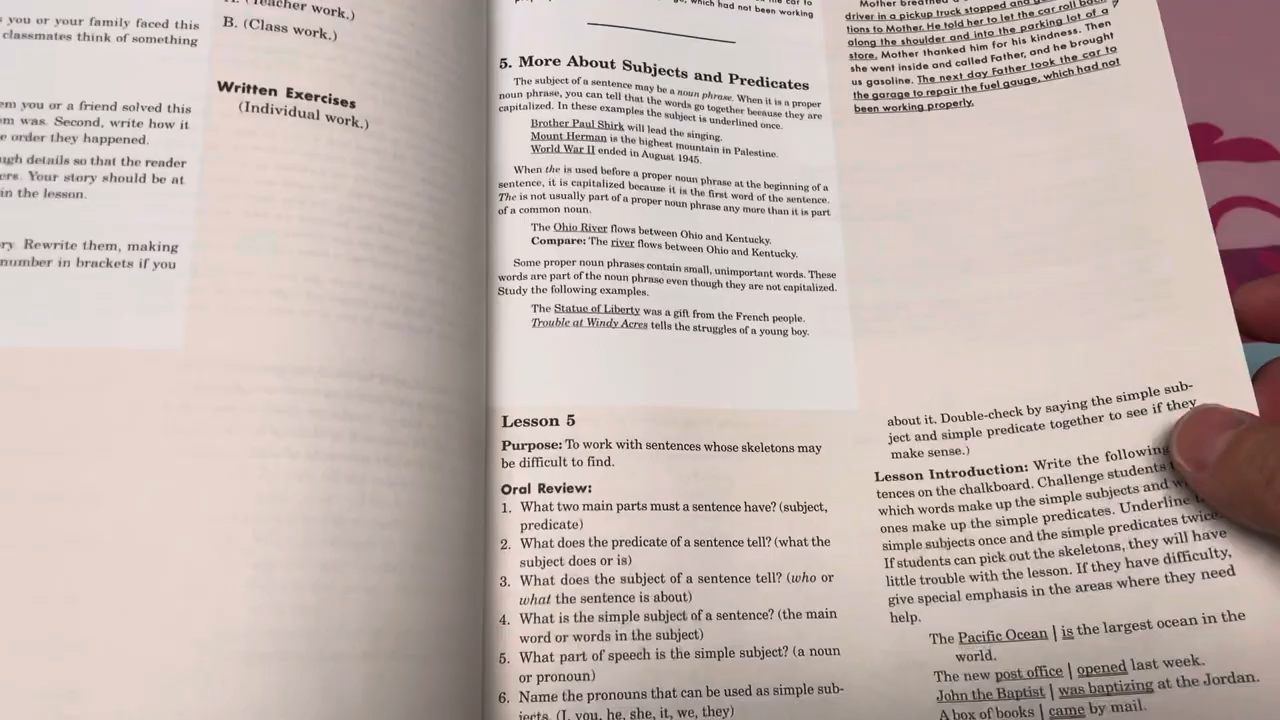 s you or your family faced this
classmates think of something
em you or a friend solved this
em was. Second, write how it
e order they happened.
ugh details so that the reader
ers. Your story should be at
in the lesson.
ry. Rewrite them, making
number in brackets if you
(Teacher work.)
B. (Class work.)
Written Exercises
(Individual work.)
which had not been working
5. More About Subjects and Predicates
The subject of a sentence may be a noun phrase. When it is a proper
noun phrase, you can tell that the words go together because they are
capitalized. In these examples the subject is underlined once.
Brother Paul Shirk will lead the singing.
Mount Herman is the highest mountain in Palestine.
World War II ended in August 1945.
When the is used before a proper noun phrase at the beginning of a
sentence, it is capitalized because it is the first word of the sentence.
The is not usually part of a proper noun phrase any more than it is part
of a common noun.
The Ohio River flows between Ohio and Kentucky.
Compare: The river flows between Ohio and Kentucky.
Some proper noun phrases contain small, unimportant words. These
words are part of the noun phrase even though they are not capitalized.
Study the following examples.
The Statue of Liberty was a gift from the French people.
Trouble at Windy Acres tells the struggles of a young boy.
Lesson 5
Purpose: To work with sentences whose skeletons may
be difficult to find.
Oral Review:
1. What two main parts must a sentence have? (subject,
predicate)
2. What does the predicate of a sentence tell? (what the
subject does or is)
3. What does the subject of a sentence tell? (who or
what the sentence is about)
4. What is the simple subject of a sentence? (the main
word or words in the subject)
5. What part of speech is the simple subject? (a noun
or pronoun)
6. Name the pronouns that can be used as simple sub-
jects. (I, you, he, she, it, we, they)
Mother breathed a
driver in a pickup truck stopped and
tions to Mother. He told her to let the car roll back
along the shoulder and into the parking lot of a
store. Mother thanked him for his kindness. Then
she went inside and called Father, and he brought
us gasoline. The next day Father took the car to
the garage to repair the fuel gauge, which had not
been working properly.
about it. Double-check by saying the simple sub-
ject and simple predicate together to see if they
make sense.)
Lesson Introduction: Write the following
tences on the chalkboard. Challenge students
which words make up the simple subjects and
ones make up the simple predicates. Underline
simple subjects once and the simple predicates twice.
If students can pick out the skeletons, they will have
little trouble with the lesson. If they have difficulty,
give special emphasis in the areas where they need
help.
The Pacific Ocean | is the largest ocean in the
world.
The new post office | opened last week.
John the Baptist | was baptizing at the Jordan.
A box of books | came by mail.